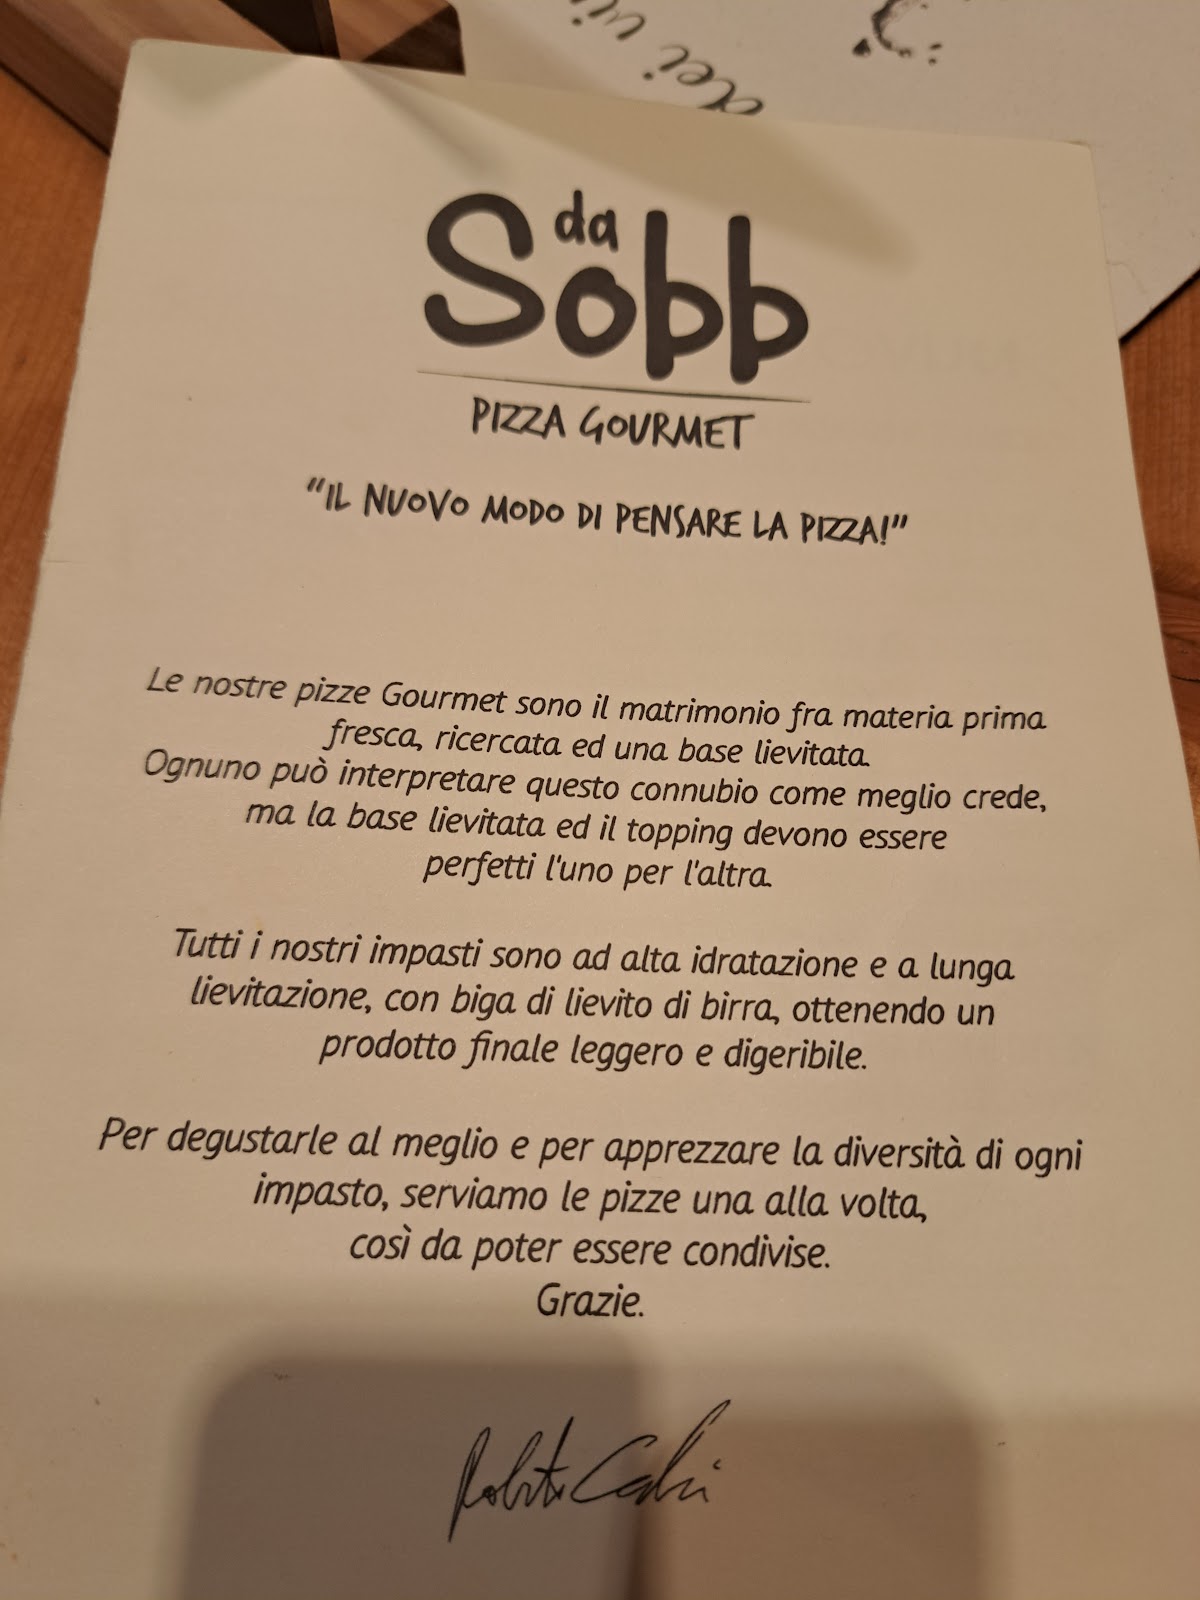 dei vi
da
Sobb
PIZZA GOURMET
"IL NUOVO MODO DI PENSARE LA PIZZA!"
Le nostre pizze Gourmet sono il matrimonio fra materia prima
fresca, ricercata ed una base lievitata.
Ognuno può interpretare questo connubio come meglio crede,
ma la base lievitata ed il topping devono essere
perfetti l'uno per l'altra.
Tutti i nostri impasti sono ad alta idratazione e a lunga
lievitazione, con biga di lievito di birra, ottenendo un
prodotto finale leggero e digeribile.
Per degustarle al meglio e per apprezzare la diversità di ogni
impasto, serviamo le pizze una alla volta,
così da poter essere condivise.
Grazie.